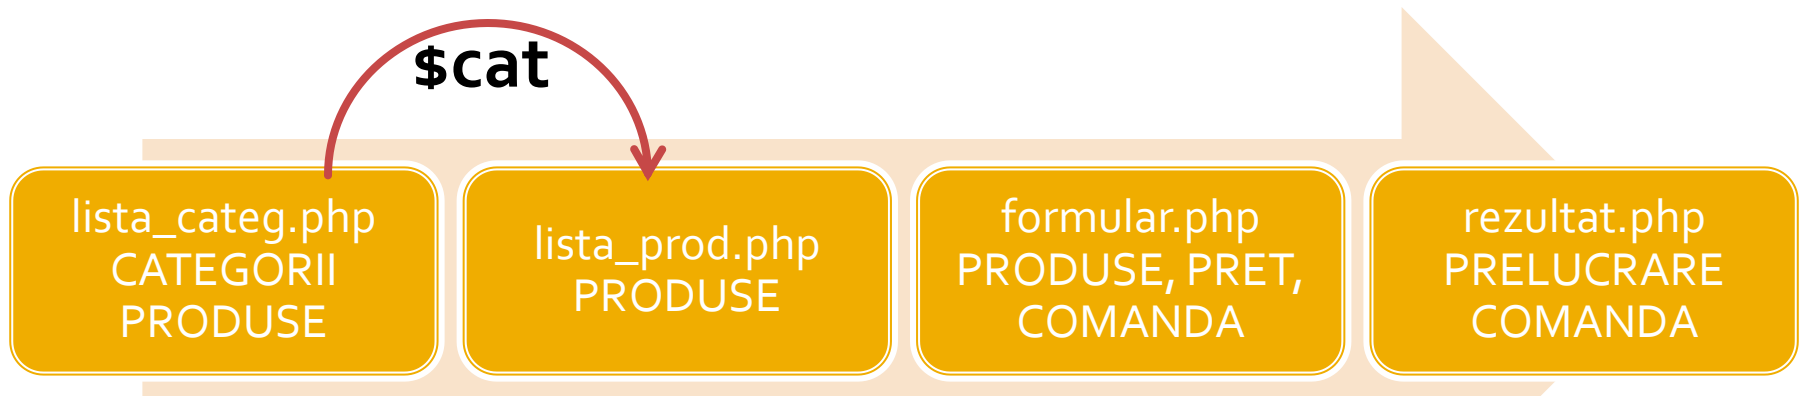 $cat
lista_categ.php
CATEGORII
PRODUSE
lista_prod.php
PRODUSE
formular.php
PRODUSE, PRET,
COMANDA
rezultat.php
PRELUCRARE
COMANDA